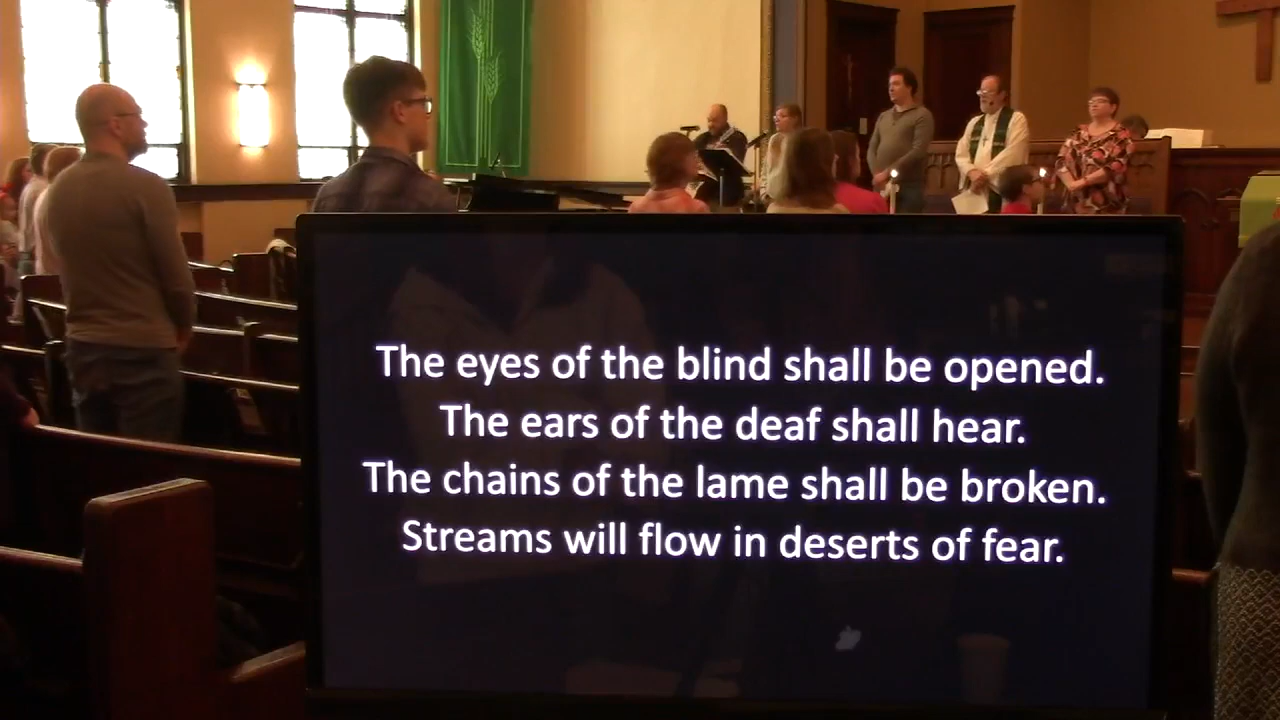 The eyes of the blind shall be opened.
The ears of the deaf shall hear.
The chains of the lame shall be broken.
Streams will flow in deserts of fear.